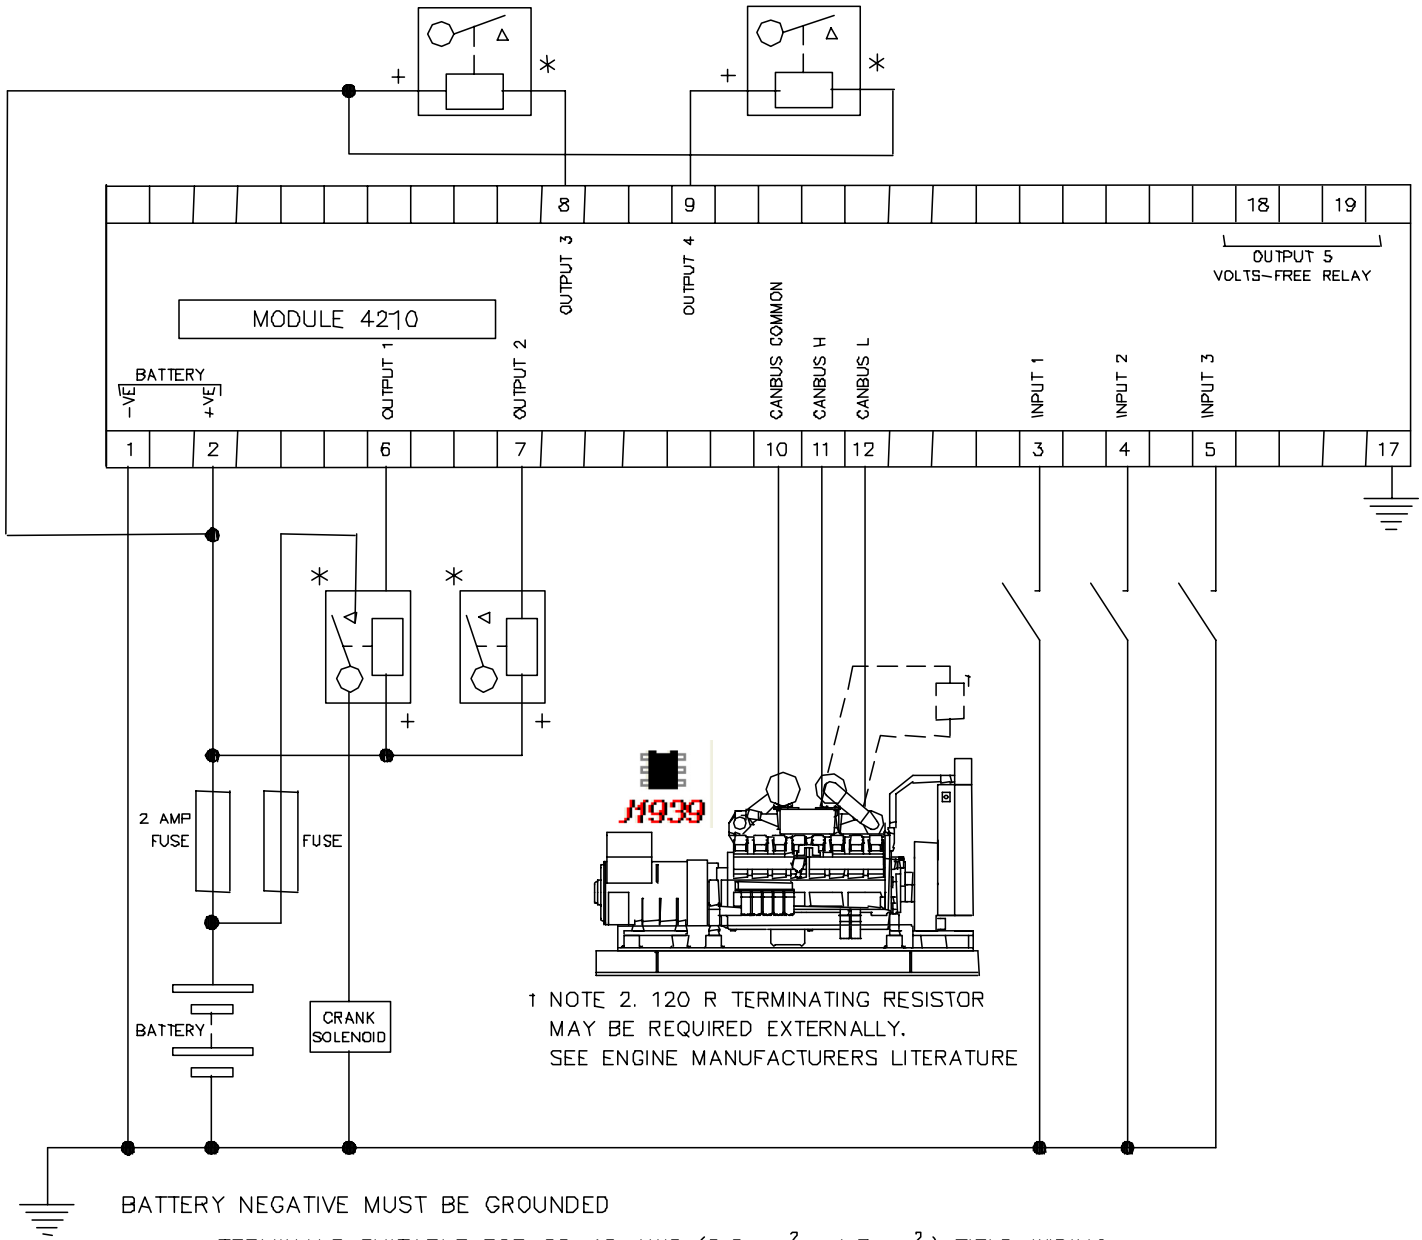 + * + *
8 9 18 19
OUTPUT 3
OUTPUT 4
OUTPUT 5
VOLTS-FREE RELAY
MODULE 4210
BATTERY
-VE
+VE
OUTPUT 1
OUTPUT 2
CANBUS COMMON
CANBUS H
CANBUS L
INPUT 1
INPUT 2
INPUT 3
1 2 6 7 10 11 12 3 4 5 17
* *
+ +
†
J1939
2 AMP
FUSE
FUSE
BATTERY
CRANK
SOLENOID
† NOTE 2. 120 R TERMINATING RESISTOR
MAY BE REQUIRED EXTERNALLY.
SEE ENGINE MANUFACTURERS LITERATURE
BATTERY NEGATIVE MUST BE GROUNDED